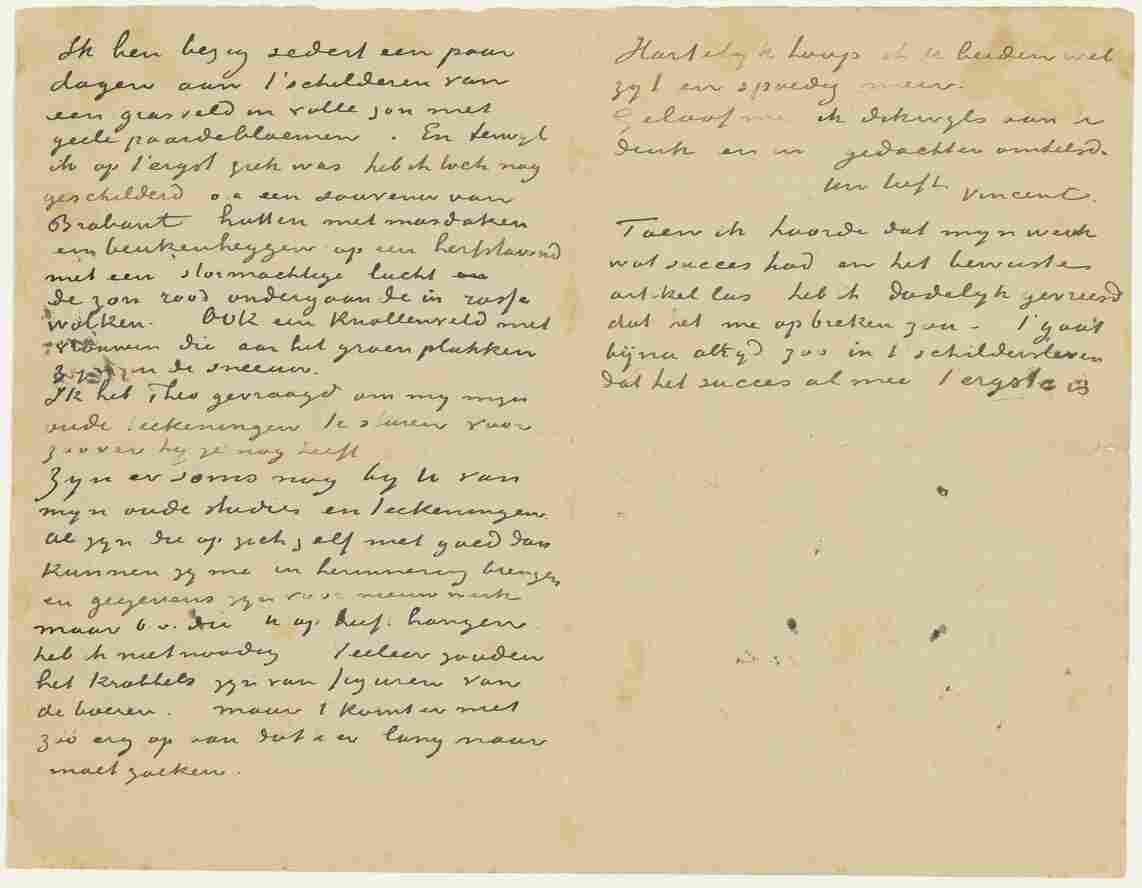 Ik ben bezig sedert een paar
dagen aan 't schilderen van
een grasveld in volle zon met
geele paardebloemen. En terwyl
ik op 't ergst ziek was heb ik toch nog
geschilderd o.a een souvenir van
Brabant hutten met mosdaken
en beukenheggen op een herfstavond
met een stormachtige lucht
de zon rood ondergaande in rosse
wolken. Ook een Knollenveld met
vrouwen die aan het groen plukken
zyn in de sneeuw.
Ik heb Theo gevraagd om my myn
oude teekeningen te sturen voor
zoover hy ze nog heeft
Zyn er soms nog by U van
myn oude studies en teekeningen.
Al zyn die op zich zelf niet goed dan
Kunnen zy me in herinnering brengen
en gegevens zyn voor nieuw werk
maar b.v. die u op heeft hangen
heb ik niet noodig Veeleer zouden
het Krabbels zyn van figuren van
de boeren. maar 't Komt er niet
zóó erg op aan dat u er lang naar
moet zoeken.
Hartelyk hoop ik u beiden wel
zyt en spoedig meer.
Geloof me ik dikwyls aan u
denk en in gedachten omhelsd.
Uw liefh Vincent.
Toen ik hoorde dat myn werk
wat succes had en het bewuste
artikel las heb ik dadelyk gevreesd
dat het me opbreken zou - 't gaat
bijna altyd zoo in 't schildersleven
dat het succes al mee 't ergste is